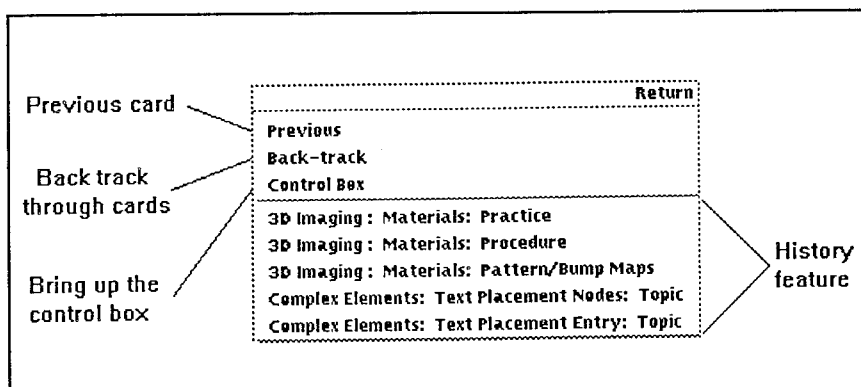 Return
Previous card
Previous
Back-track
Back track
through cards
Control Box
3D Imaging: Materials: Practice
3D Imaging: Materials: Procedure
3D Imaging: Materials: Pattern/Bump Maps
History
feature
Bring up the
control box
Complex Elements: Text Placement Nodes: Topic
Complex Elements: Text Placement Entry: Topic